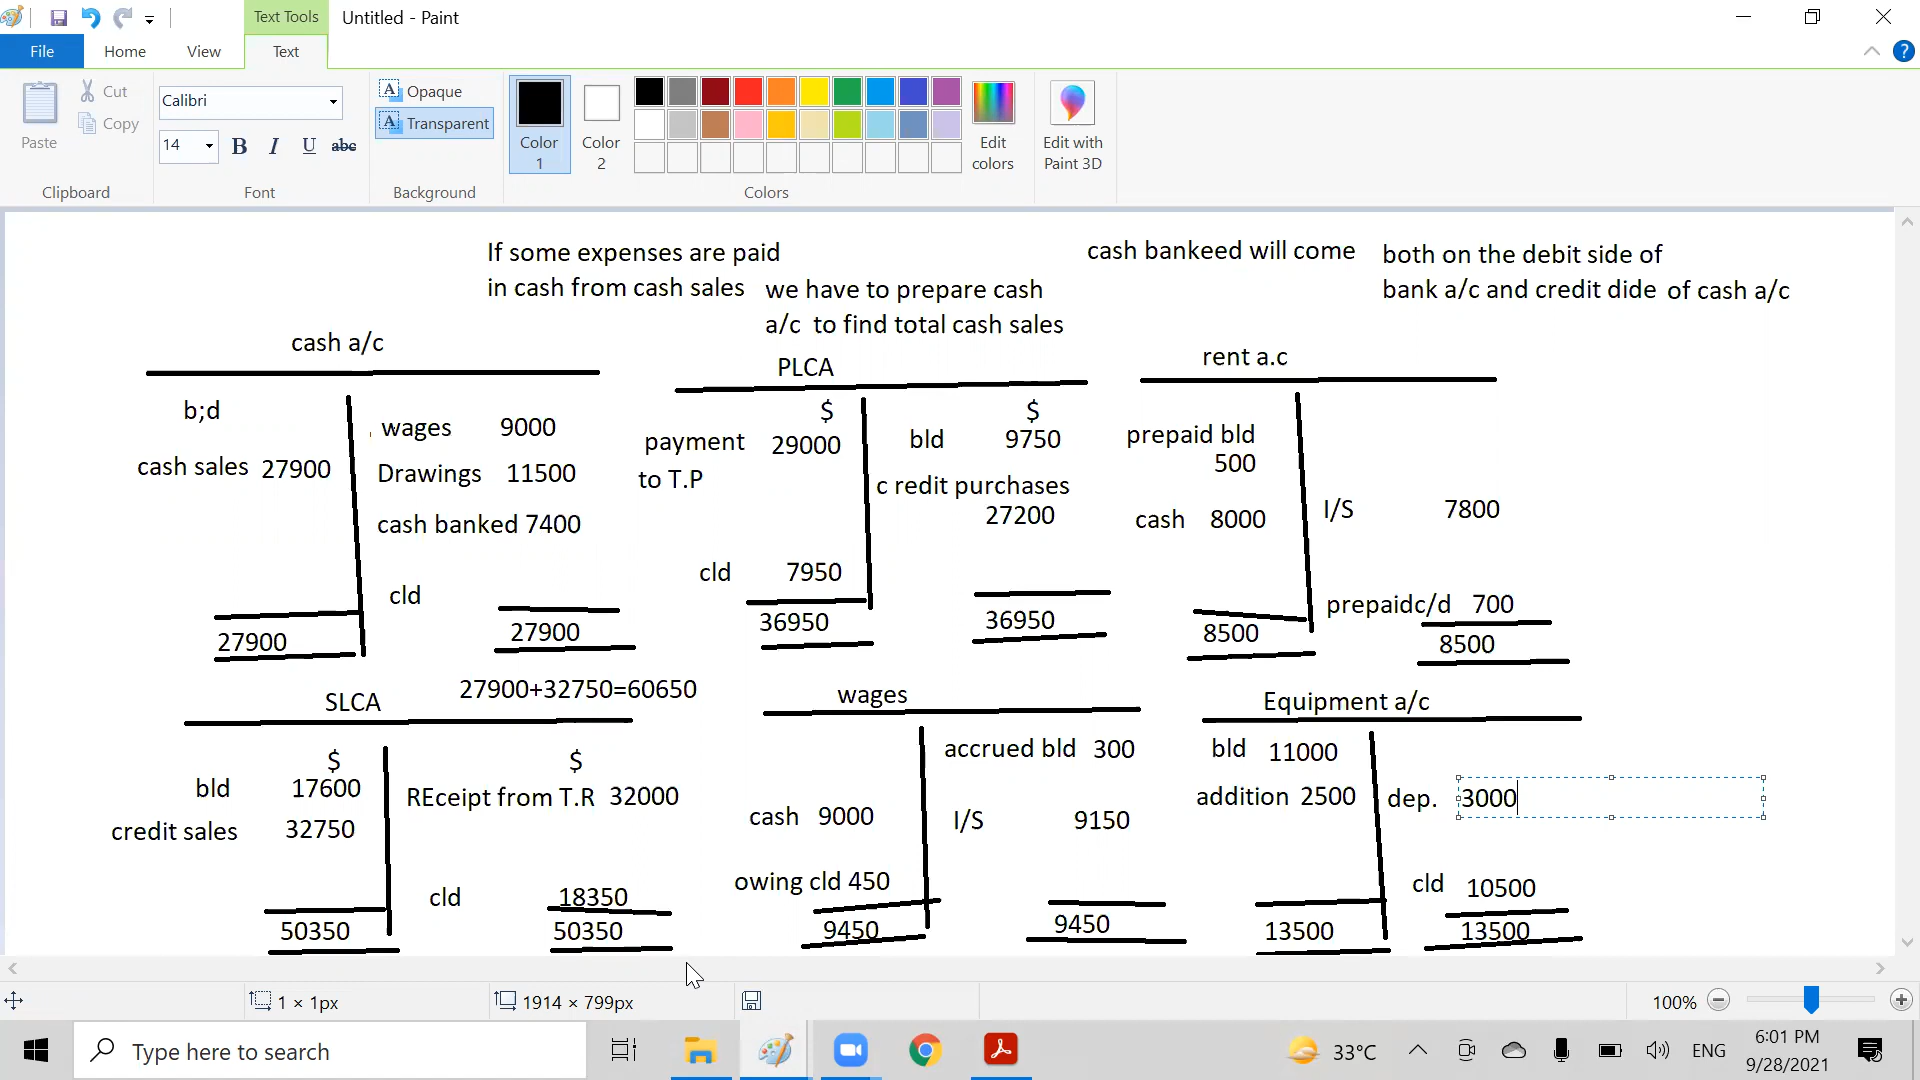 Text Tools
Untitled - Paint
File
Home
View
Text
Paste
Cut
Copy
Clipboard
Calibri
14
B
I
U
abc
Font
A Opaque
A Transparent
Background
Color
1
Color
2
Colors
Edit
colors
Edit with
Paint 3D
If some expenses are paid
in cash from cash sales
we have to prepare cash
a/c to find total cash sales
cash bankeed will come
both on the debit side of
bank a/c and credit dide of cash a/c
cash a/c
b;d
cash sales 27900
wages 9000
Drawings 11500
cash banked 7400
cld
27900
27900
PLCA
$
$
payment 29000
to T.P
bld 9750
c redit purchases
27200
cld 7950
36950
36950
rent a.c
prepaid bld
500
cash 8000
I/S 7800
prepaidc/d 700
8500
8500
27900+32750=60650
SLCA
$
$
bld 17600
credit sales 32750
REceipt from T.R 32000
cld 18350
50350
50350
wages
accrued bld 300
cash 9000
I/S 9150
owing cld 450
9450
9450
Equipment a/c
bld 11000
addition 2500
dep. 3000
cld 10500
13500
13500
1 × 1px
1914 × 799px
100%
Type here to search
33°C
ENG
6:01 PM
9/28/2021